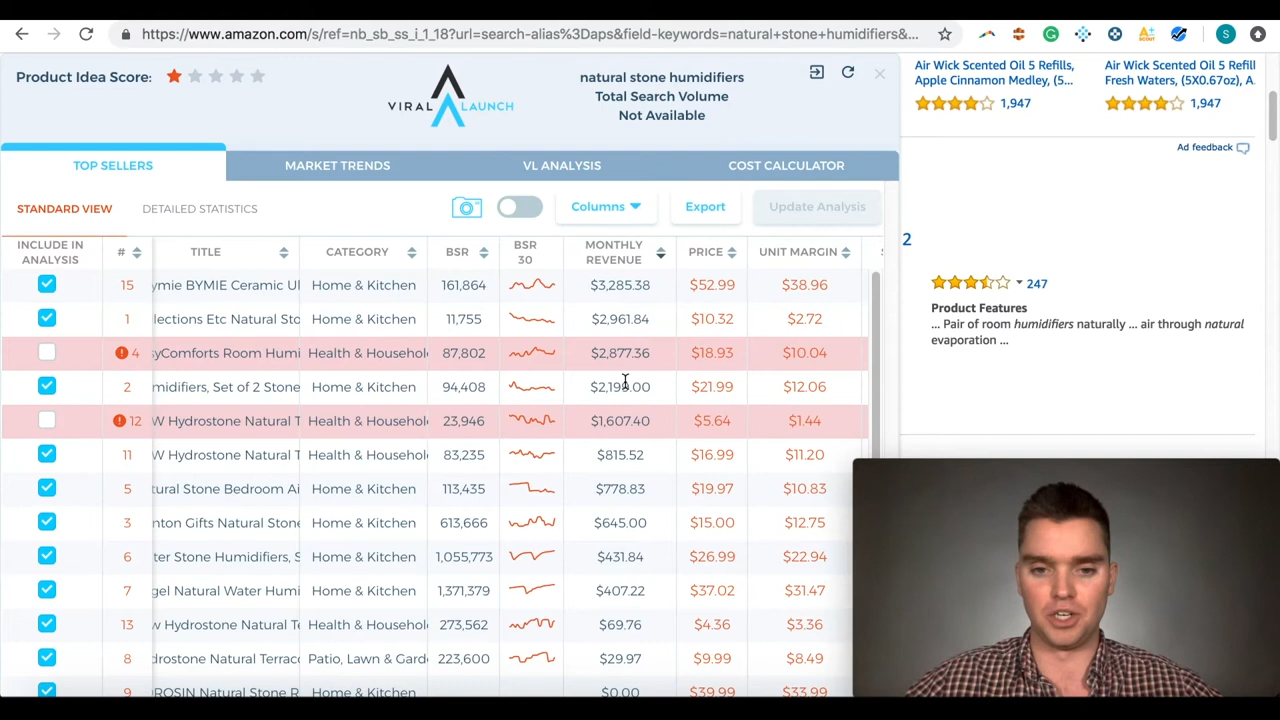 https://www.amazon.com/s/ref=nb_sb_ss_i_1_18?url=search-alias%3Daps&field-keywords=natural+stone+humidifiers&...
S
Product Idea Score:
VIRAL LAUNCH
natural stone humidifiers
Total Search Volume
Not Available
TOP SELLERS
MARKET TRENDS
VL ANALYSIS
COST CALCULATOR
STANDARD VIEW
DETAILED STATISTICS
Columns
Export
Update Analysis
INCLUDE IN ANALYSIS # TITLE CATEGORY BSR BSR 30 MONTHLY REVENUE PRICE UNIT MARGIN
15 ymie BYMIE Ceramic Ul Home & Kitchen 161,864 $3,285.38 $52.99 $38.96
1 llections Etc Natural Sto Home & Kitchen 11,755 $2,961.84 $10.32 $2.72
4 syComforts Room Humi Health & Househol 87,802 $2,877.36 $18.93 $10.04
2 midifiers, Set of 2 Stone Home & Kitchen 94,408 $2,199.00 $21.99 $12.06
12 W Hydrostone Natural T Health & Househol 23,946 $1,607.40 $5.64 $1.44
11 W Hydrostone Natural T Health & Househol 83,235 $815.52 $16.99 $11.20
5 tural Stone Bedroom Ai Home & Kitchen 113,435 $778.83 $19.97 $10.83
3 nton Gifts Natural Stone Home & Kitchen 613,666 $645.00 $15.00 $12.75
6 ter Stone Humidifiers, S Home & Kitchen 1,055,773 $431.84 $26.99 $22.94
7 gel Natural Water Humi Home & Kitchen 1,371,379 $407.22 $37.02 $31.47
13 w Hydrostone Natural Te Health & Househol 273,562 $69.76 $4.36 $3.36
8 drostone Natural Terrac Patio, Lawn & Gard 223,600 $29.97 $9.99 $8.49
9 ROSIN Natural Stone R Home & Kitchen $0.00 $39.99 $33.99
Air Wick Scented Oil 5 Refills,
Apple Cinnamon Medley, (5...
1,947
Air Wick Scented Oil 5 Refill
Fresh Waters, (5X0.67oz), A
1,947
Ad feedback
2
247
Product Features
... Pair of room humidifiers naturally ... air through natural
evaporation ...